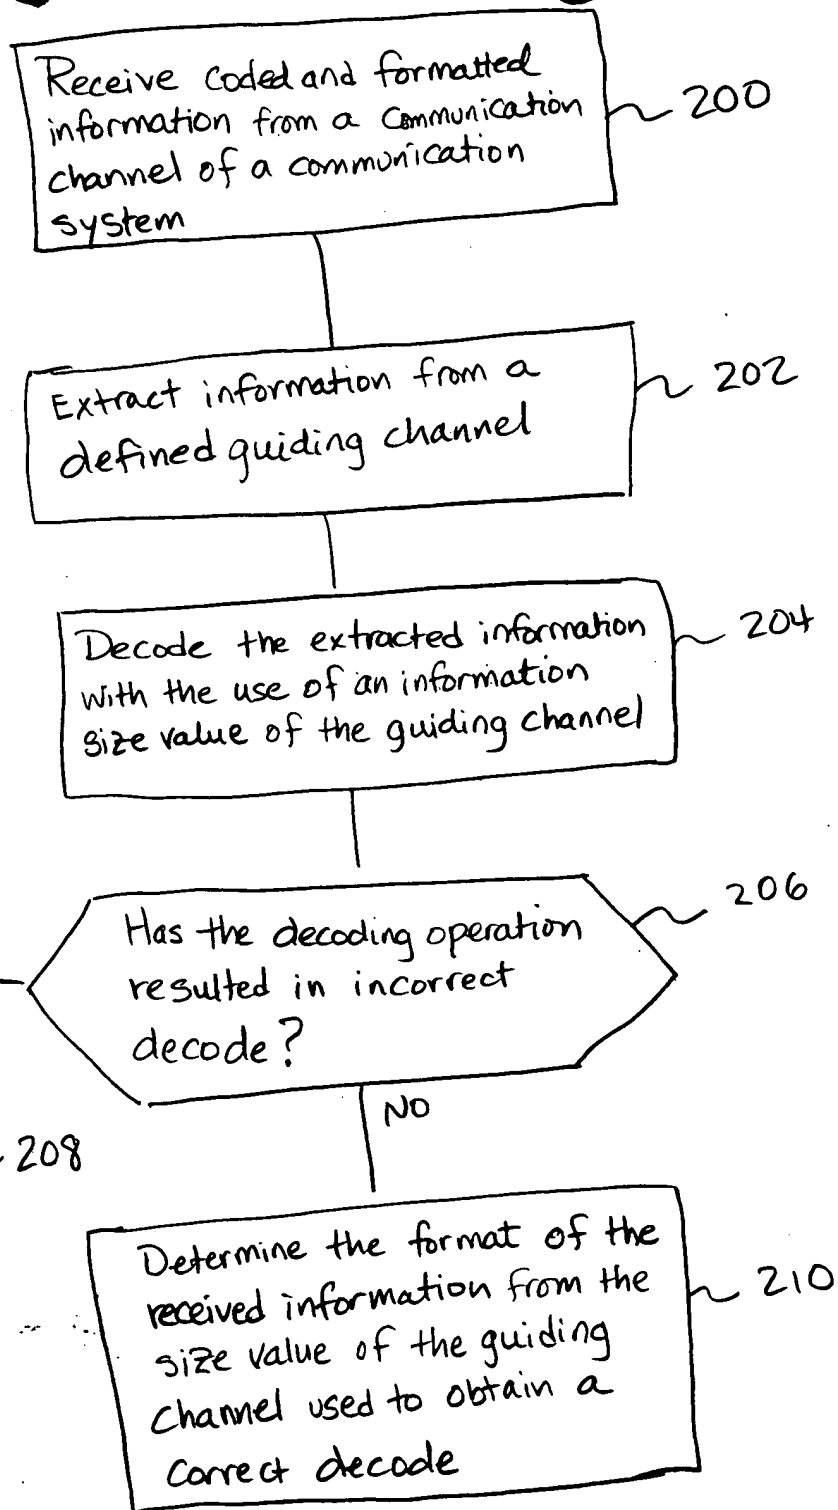 Receive coded and formatted
information from a communication
channel of a communication
system
200
Extract information from a
defined guiding channel
202
Decode the extracted information
with the use of an information
size value of the guiding channel
204
Has the decoding operation
resulted in incorrect
decode?
206
NO
208
Determine the format of the
received information from the
size value of the guiding
channel used to obtain a
correct decode
210